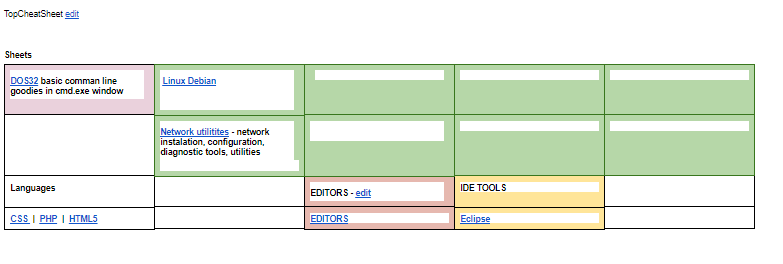 TopCheatSheet edit
Sheets
DOS32 basic comman line
goodies in cmd.exe window
Linux Debian
Network utilitites - network
instalation, configuration,
diagnostic tools, utilities
Languages
EDITORS - edit
IDE TOOLS
CSS | PHP | HTML5
EDITORS
Eclipse